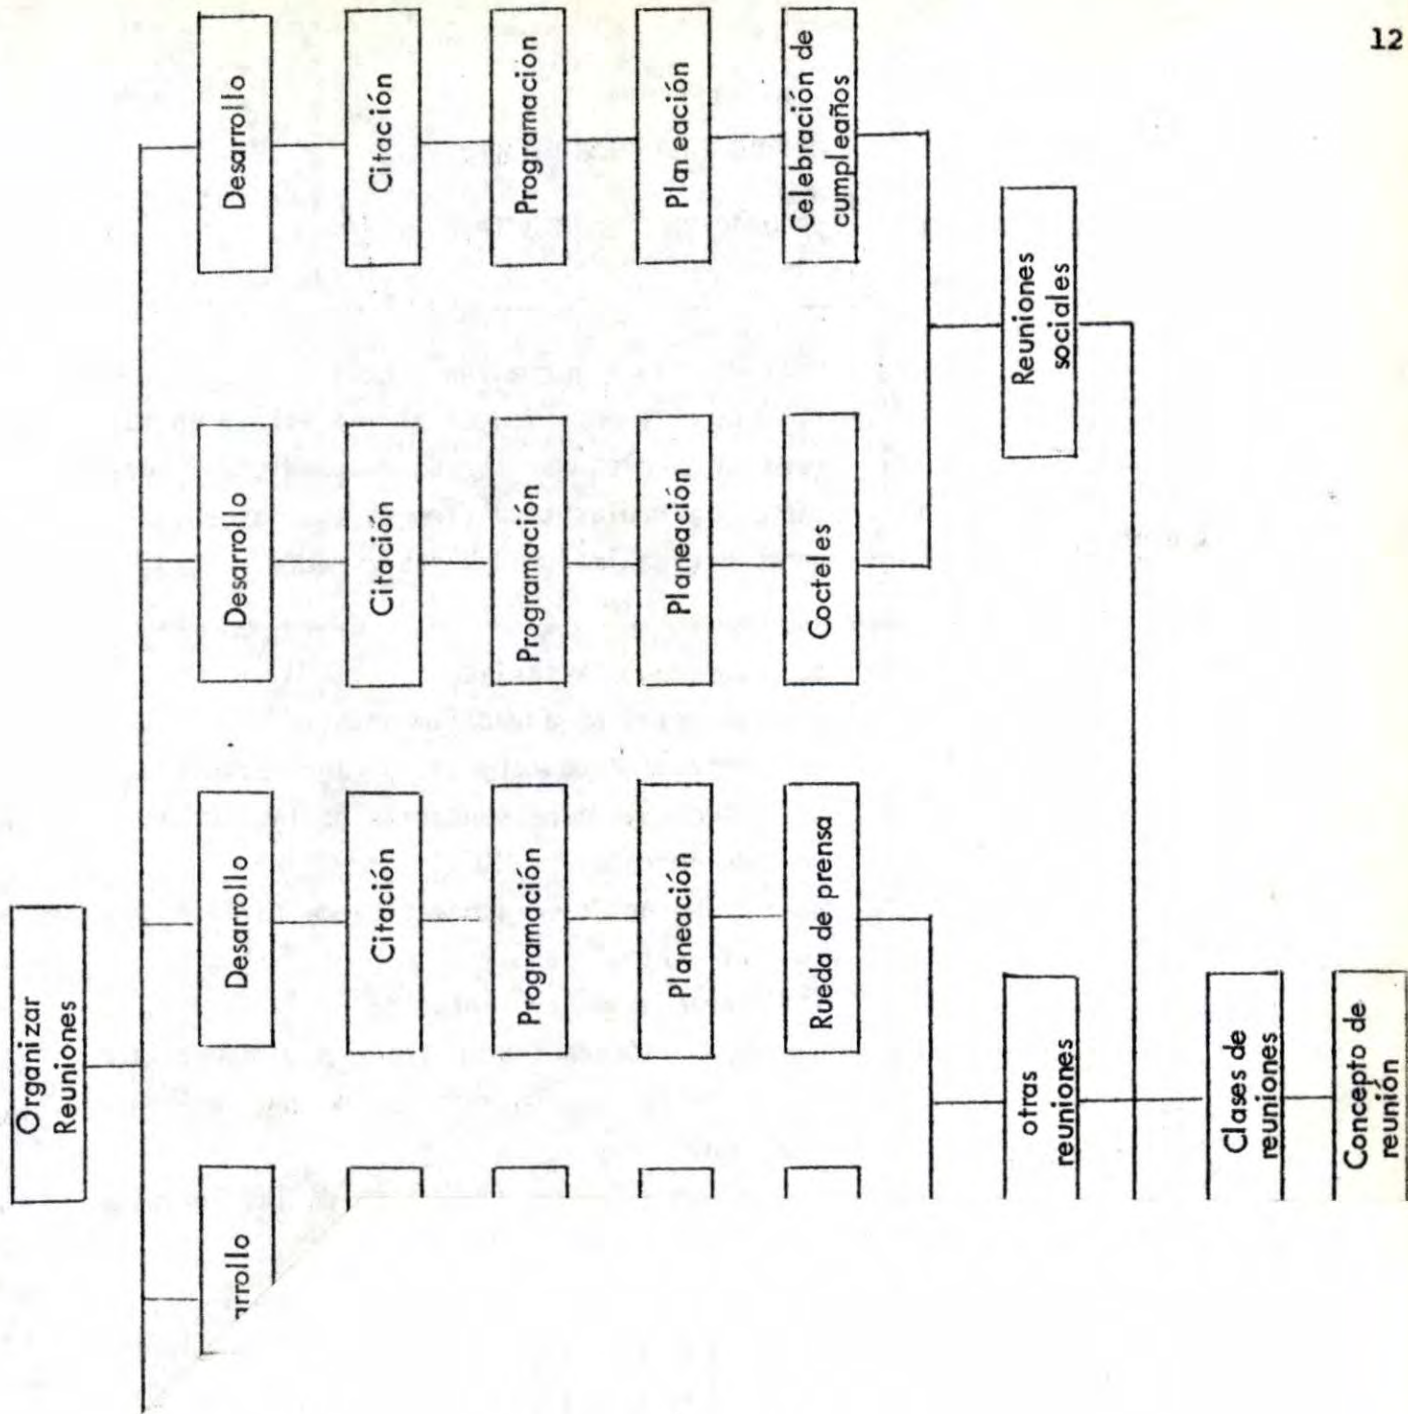 12
Organizar
Reuniones
Desarrollo
Desarrollo
Desarrollo
rrollo
Citación
Citación
Citación
Programación
Programación
Programacion
Planeación
Planeación
Planeación
Rueda de prensa
Cocteles
Celebración de
cumpleaños
otras
reuniones
Reuniones
sociales
Clases de
reuniones
Concepto de
reunión